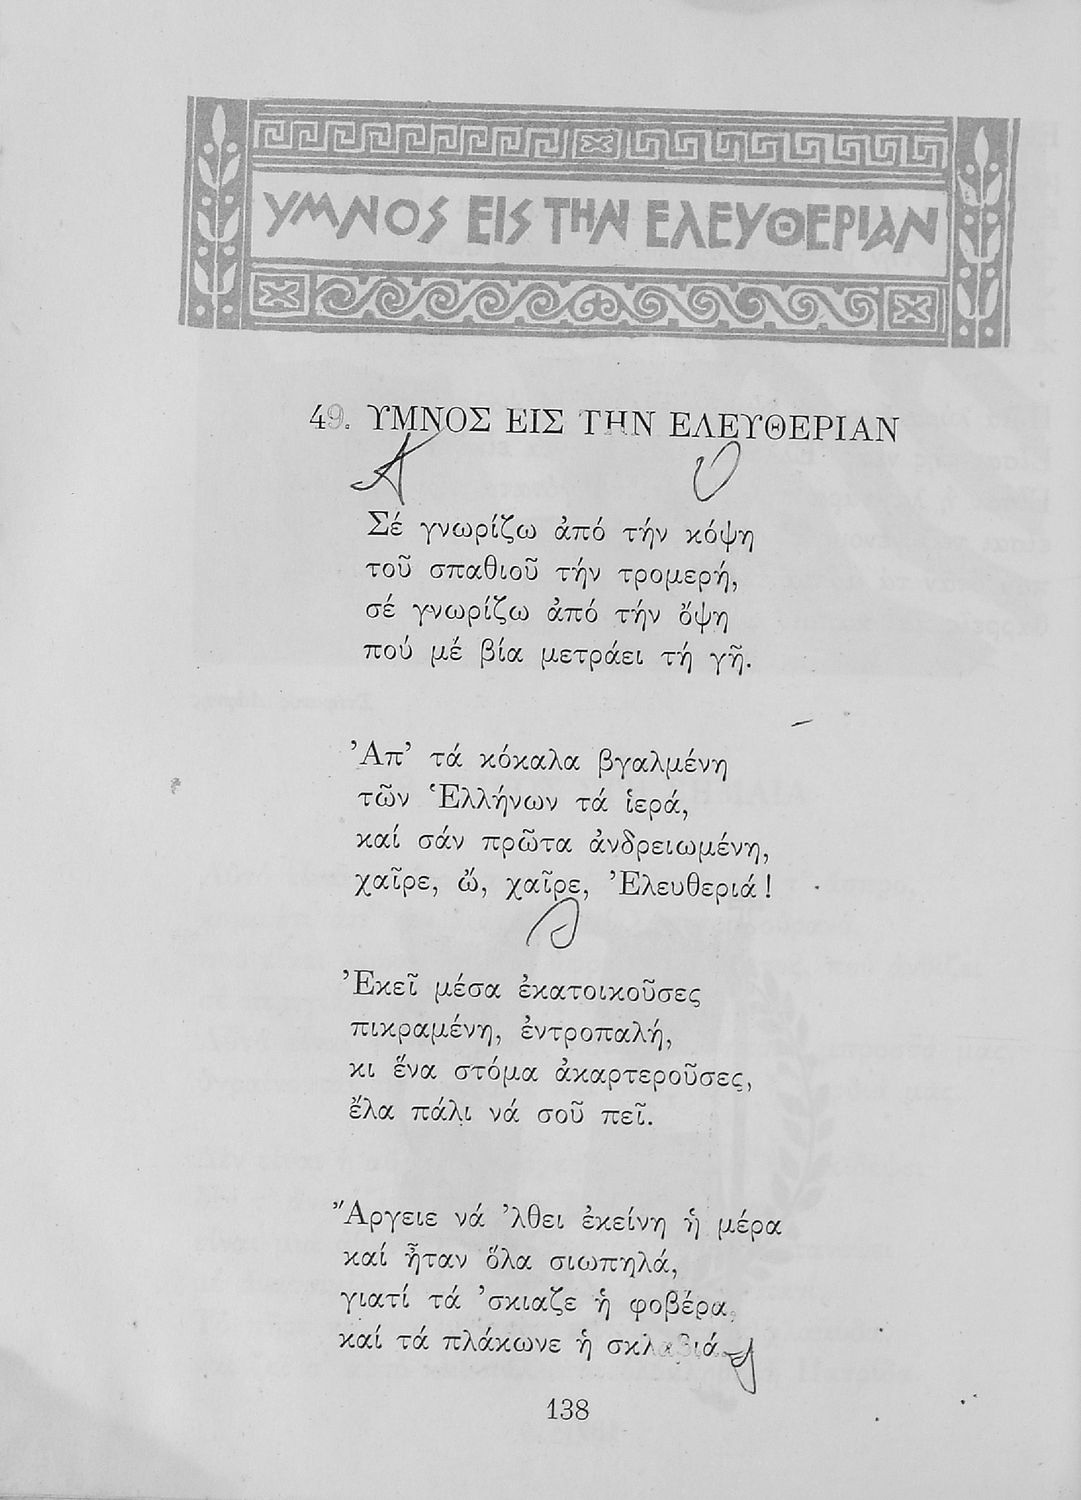 ΥΜΝΟΣ ΕΙΣ ΤΗΝ ΕΛΕΥΘΕΡΙΑΝ
49. ΥΜΝΟΣ ΕΙΣ ΤΗΝ ΕΛΕΥΘΕΡΙΑΝ
Σέ γνωρίζω ἀπό τήν κόψη
τοῦ σπαθιοῦ τήν τρομερή,
σέ γνωρίζω ἀπό τήν ὄψη
πού μέ βία μετράει τή γῆ.
Ἀπ’ τά κόκαλα βγαλμένη
τῶν Ἑλλήνων τά ἱερά,
καί σάν πρῶτα ἀνδρειωμένη,
χαῖρε, ὤ, χαῖρε, Ἐλευθεριά!
Ἐκεῖ μέσα ἐκατοικοῦσες
πικραμένη, ἐντροπαλή,
κι ἕνα στόμα ἀκαρτεροῦσες,
ἔλα πάλι νά σοῦ πεῖ.
Ἄργειε νά ’λθει ἐκείνη ἡ μέρα
καί ἦταν ὅλα σιωπηλά,
γιατί τά ’σκιαζε ἡ φοβέρα,
καί τά πλάκωνε ἡ σκλαβιά.
138